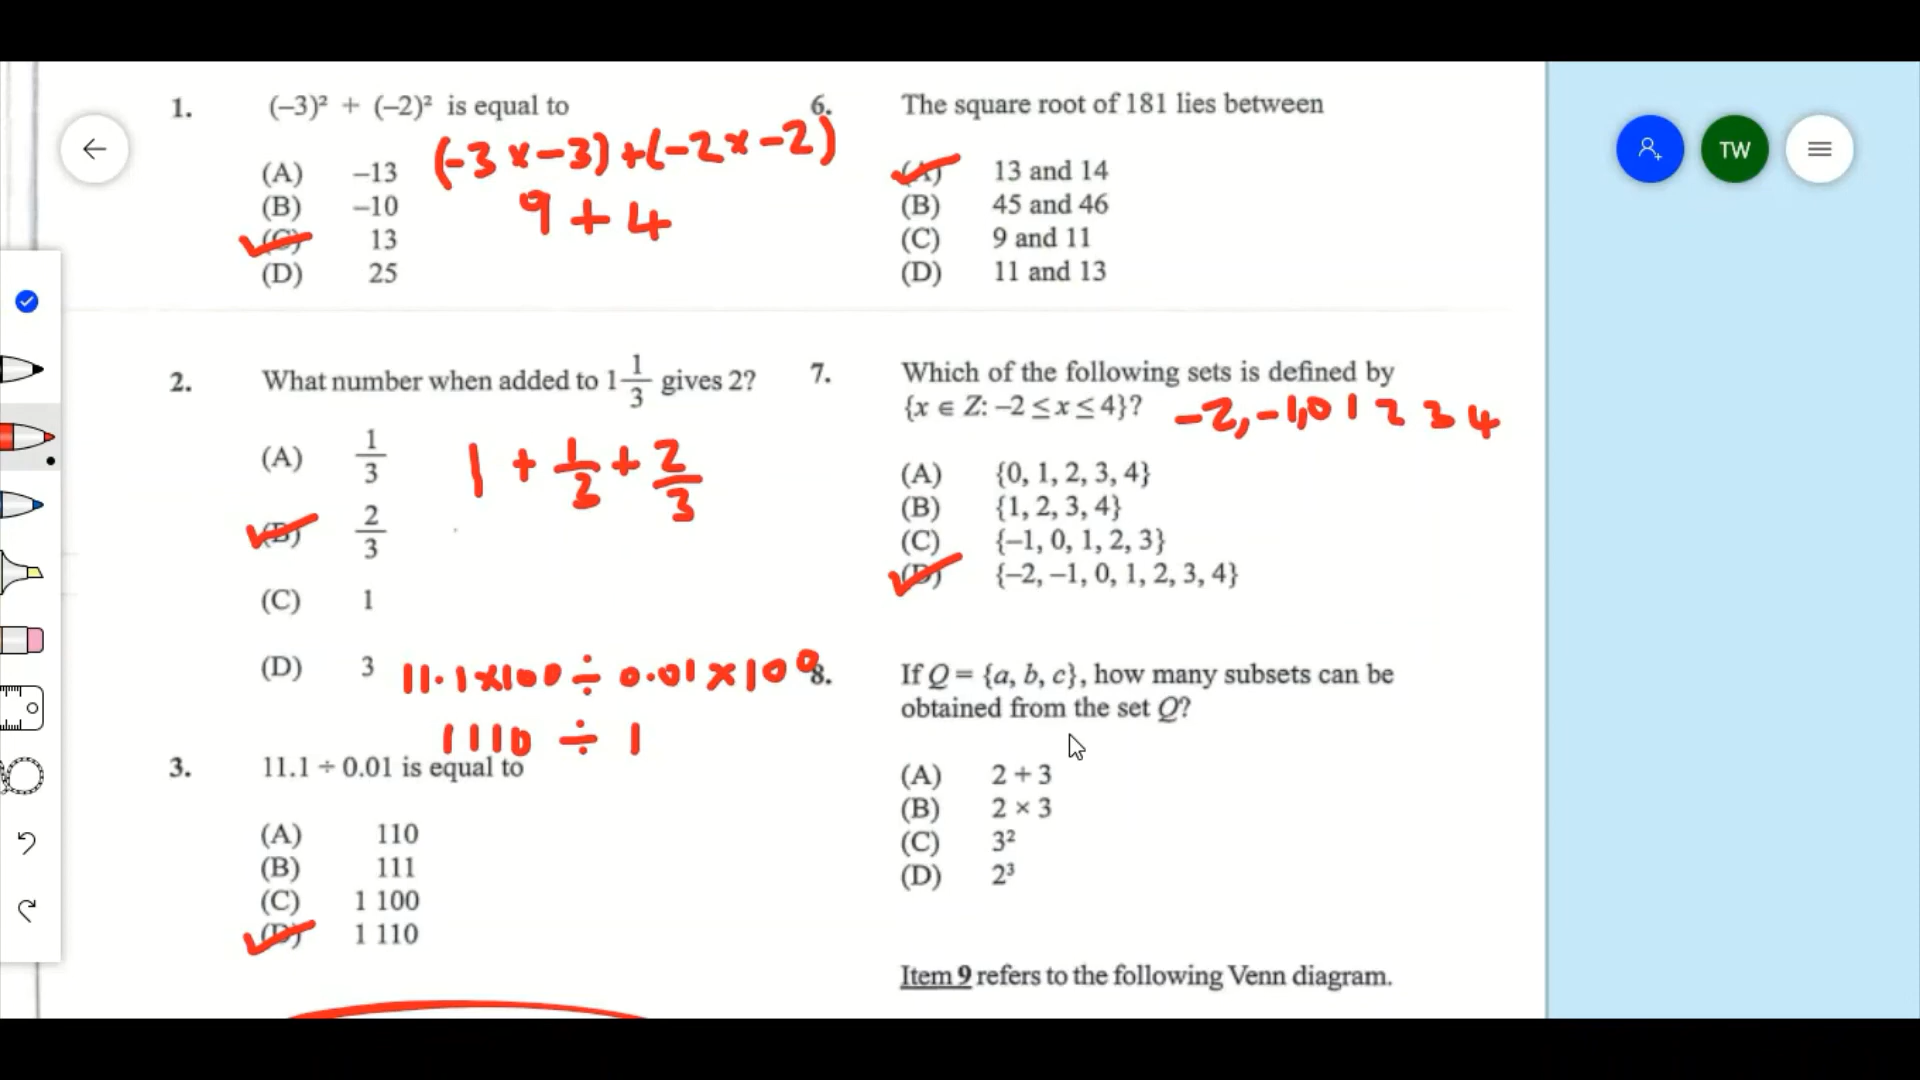 1. (–3)² + (–2)² is equal to
(-3 x -3) + (-2 x -2)
(A) –13
(B) –10
9 + 4
(C) 13
(D) 25
2. What number when added to 1 1/3 gives 2?
(A) 1/3
1 + 1/3 + 2/3
(B) 2/3
(C) 1
(D) 3
11.1x100 ÷ 0.01x100
1110 ÷ 1
3. 11.1 ÷ 0.01 is equal to
(A) 110
(B) 111
(C) 1 100
(D) 1 110
6. The square root of 181 lies between
(A) 13 and 14
(B) 45 and 46
(C) 9 and 11
(D) 11 and 13
7. Which of the following sets is defined by
{x ∈ Z: –2 ≤ x ≤ 4}?
-2, -1, 0 1 2 3 4
(A) {0, 1, 2, 3, 4}
(B) {1, 2, 3, 4}
(C) {–1, 0, 1, 2, 3}
(D) {–2, –1, 0, 1, 2, 3, 4}
8. If Q = {a, b, c}, how many subsets can be
obtained from the set Q?
(A) 2 + 3
(B) 2 × 3
(C) 3²
(D) 2³
Item 9 refers to the following Venn diagram.
TW